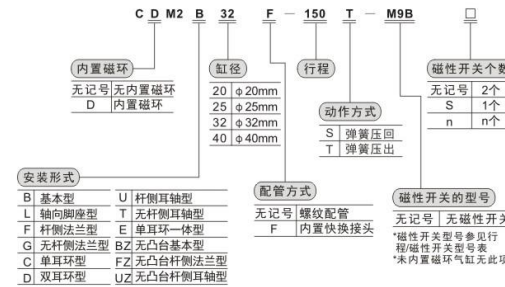 C D M2 B 32 F - 150 T - M9B □
内置磁环
无记号 无内置磁环
D 内置磁环
缸径
20 φ20mm
25 φ25mm
32 φ32mm
40 φ40mm
行程
动作方式
S 弹簧压回
T 弹簧压出
磁性开关个数
无记号 2个
S 1个
n n个
安装形式
B 基本型
L 轴向脚座型
F 杆侧法兰型
G 无杆侧法兰型
C 单耳环型
D 双耳环型
U 杆侧耳轴型
T 无杆侧耳轴型
E 单耳环一体型
BZ 无凸台基本型
FZ 无凸台杆侧法兰型
UZ 无凸台杆侧耳轴型
配管方式
无记号 螺纹配管
F 内置快换接头
磁性开关的型号
无记号 无磁性开关
*磁性开关型号参见行
程/磁性开关型号表
*未内置磁环气缸无此项